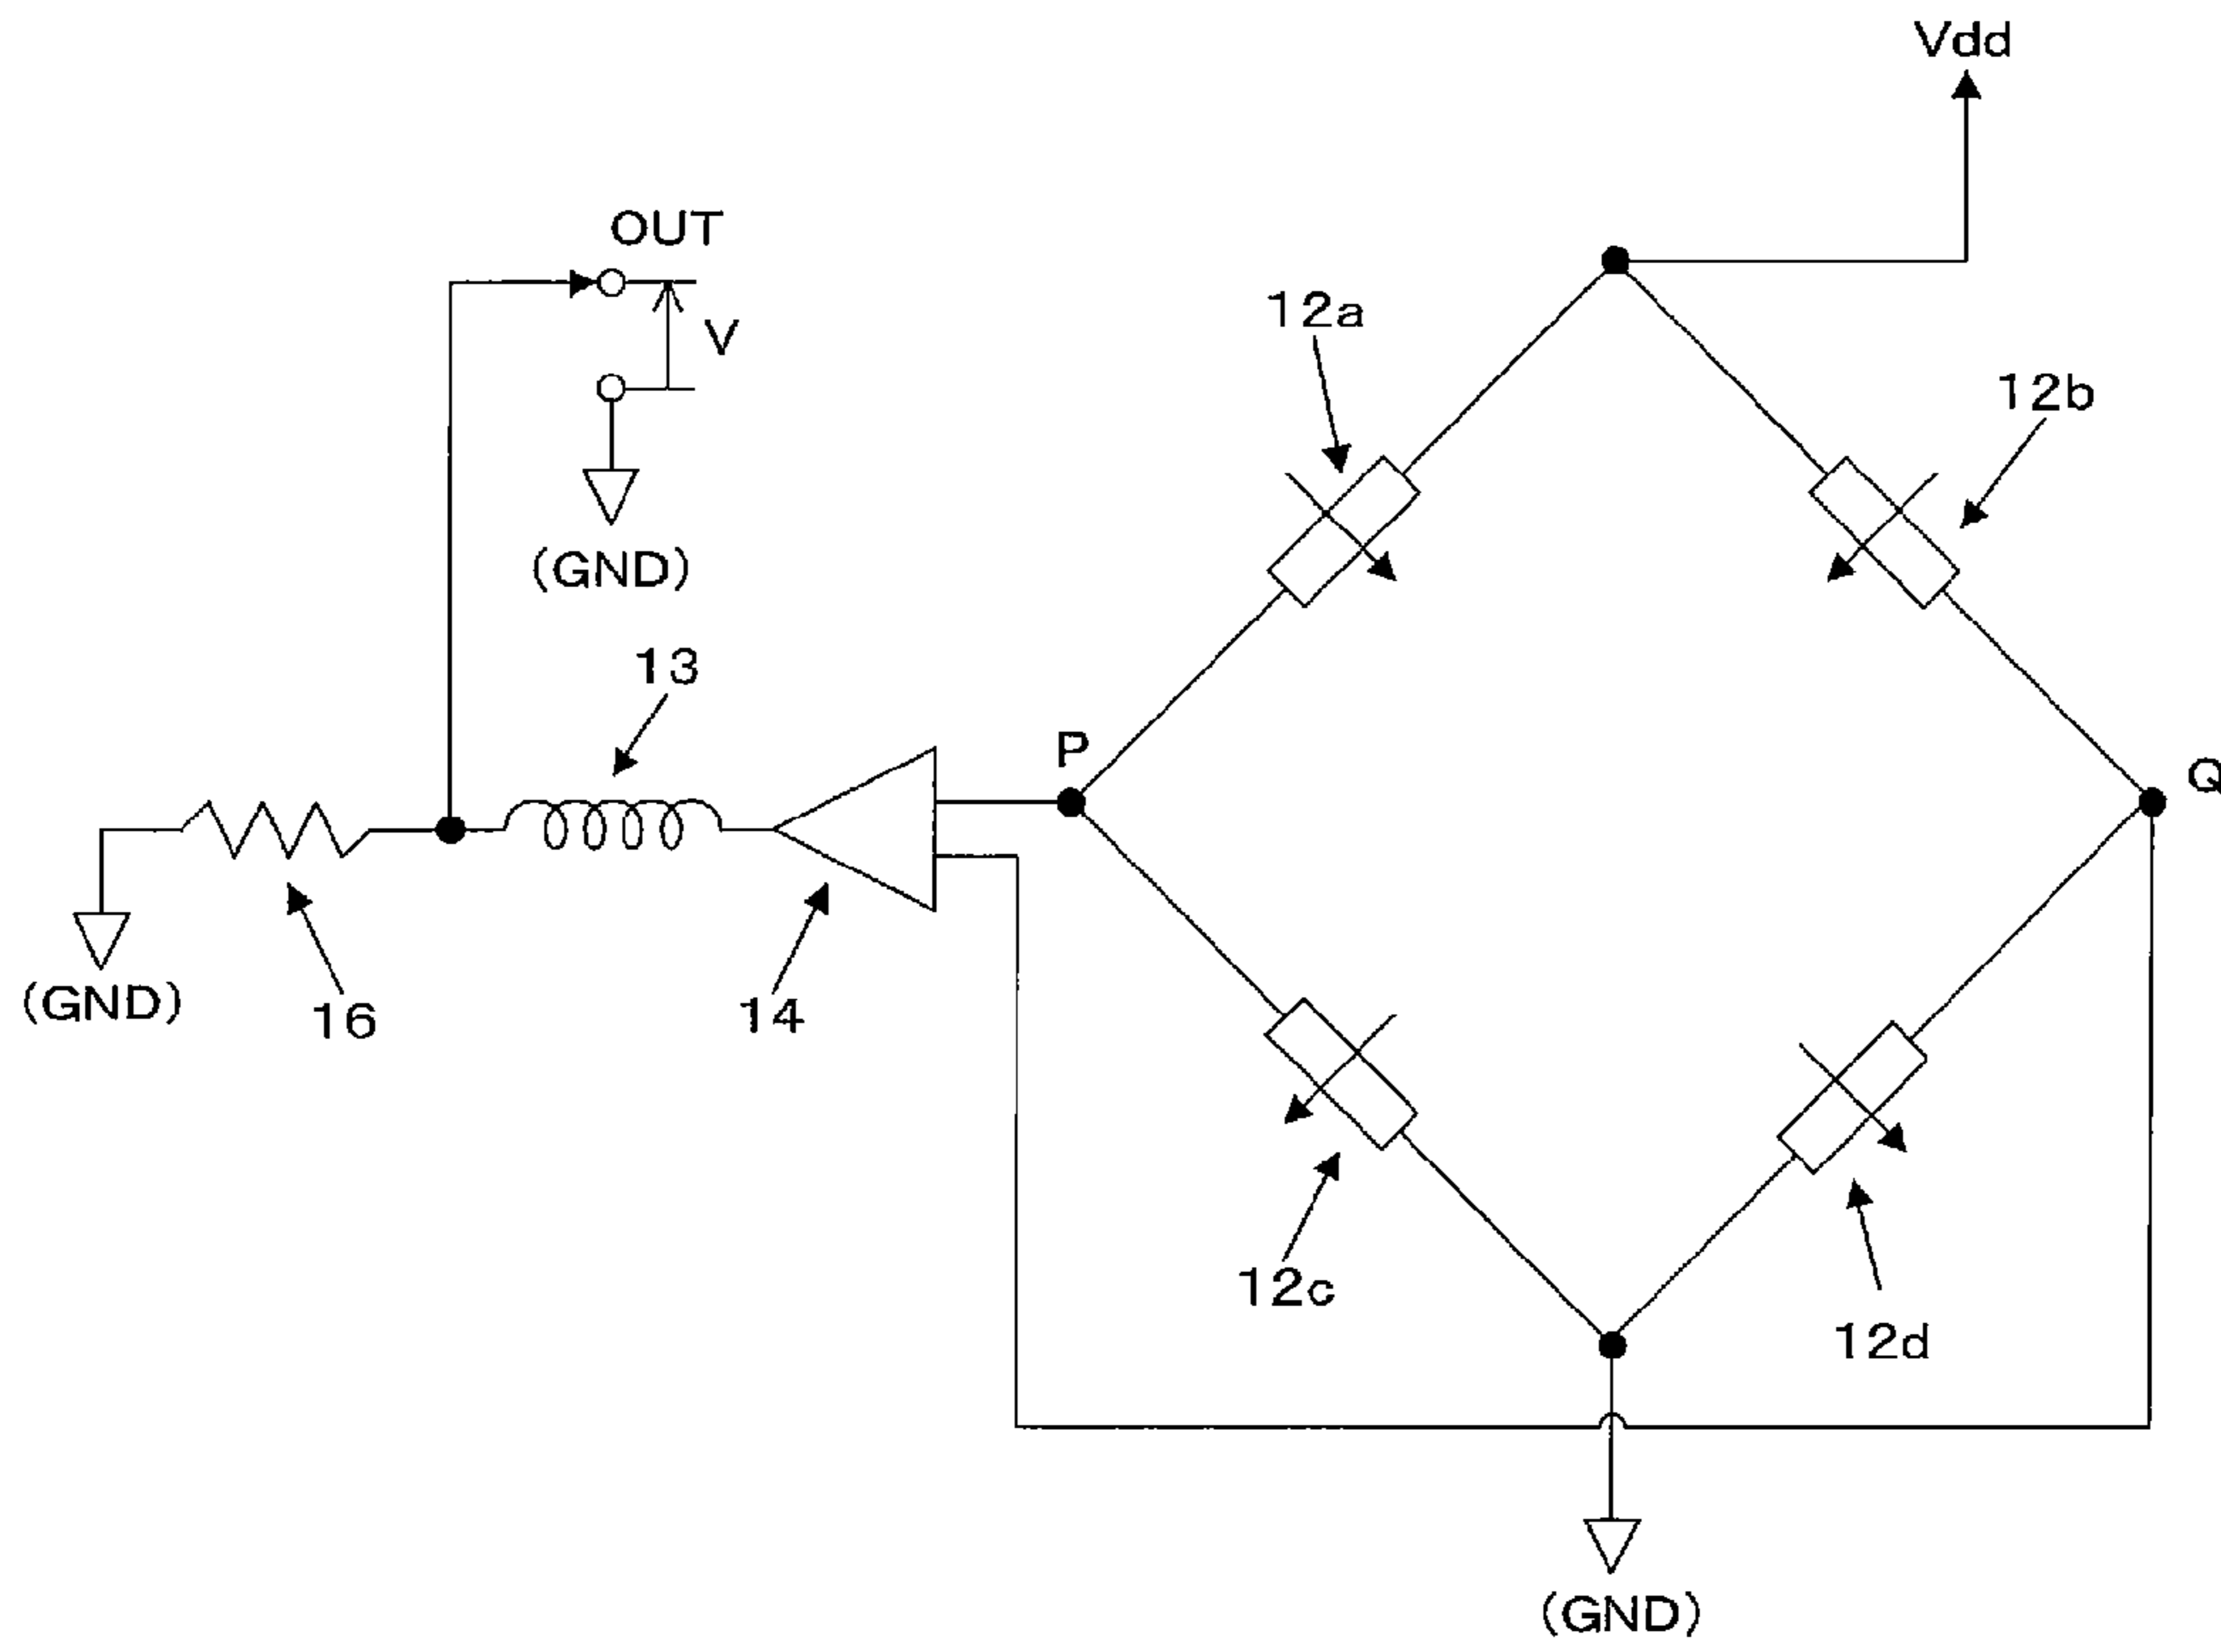 Vdd
OUT
12a
V
12b
(GND)
13
P
Q
(GND)
16
14
12c
12d
(GND)